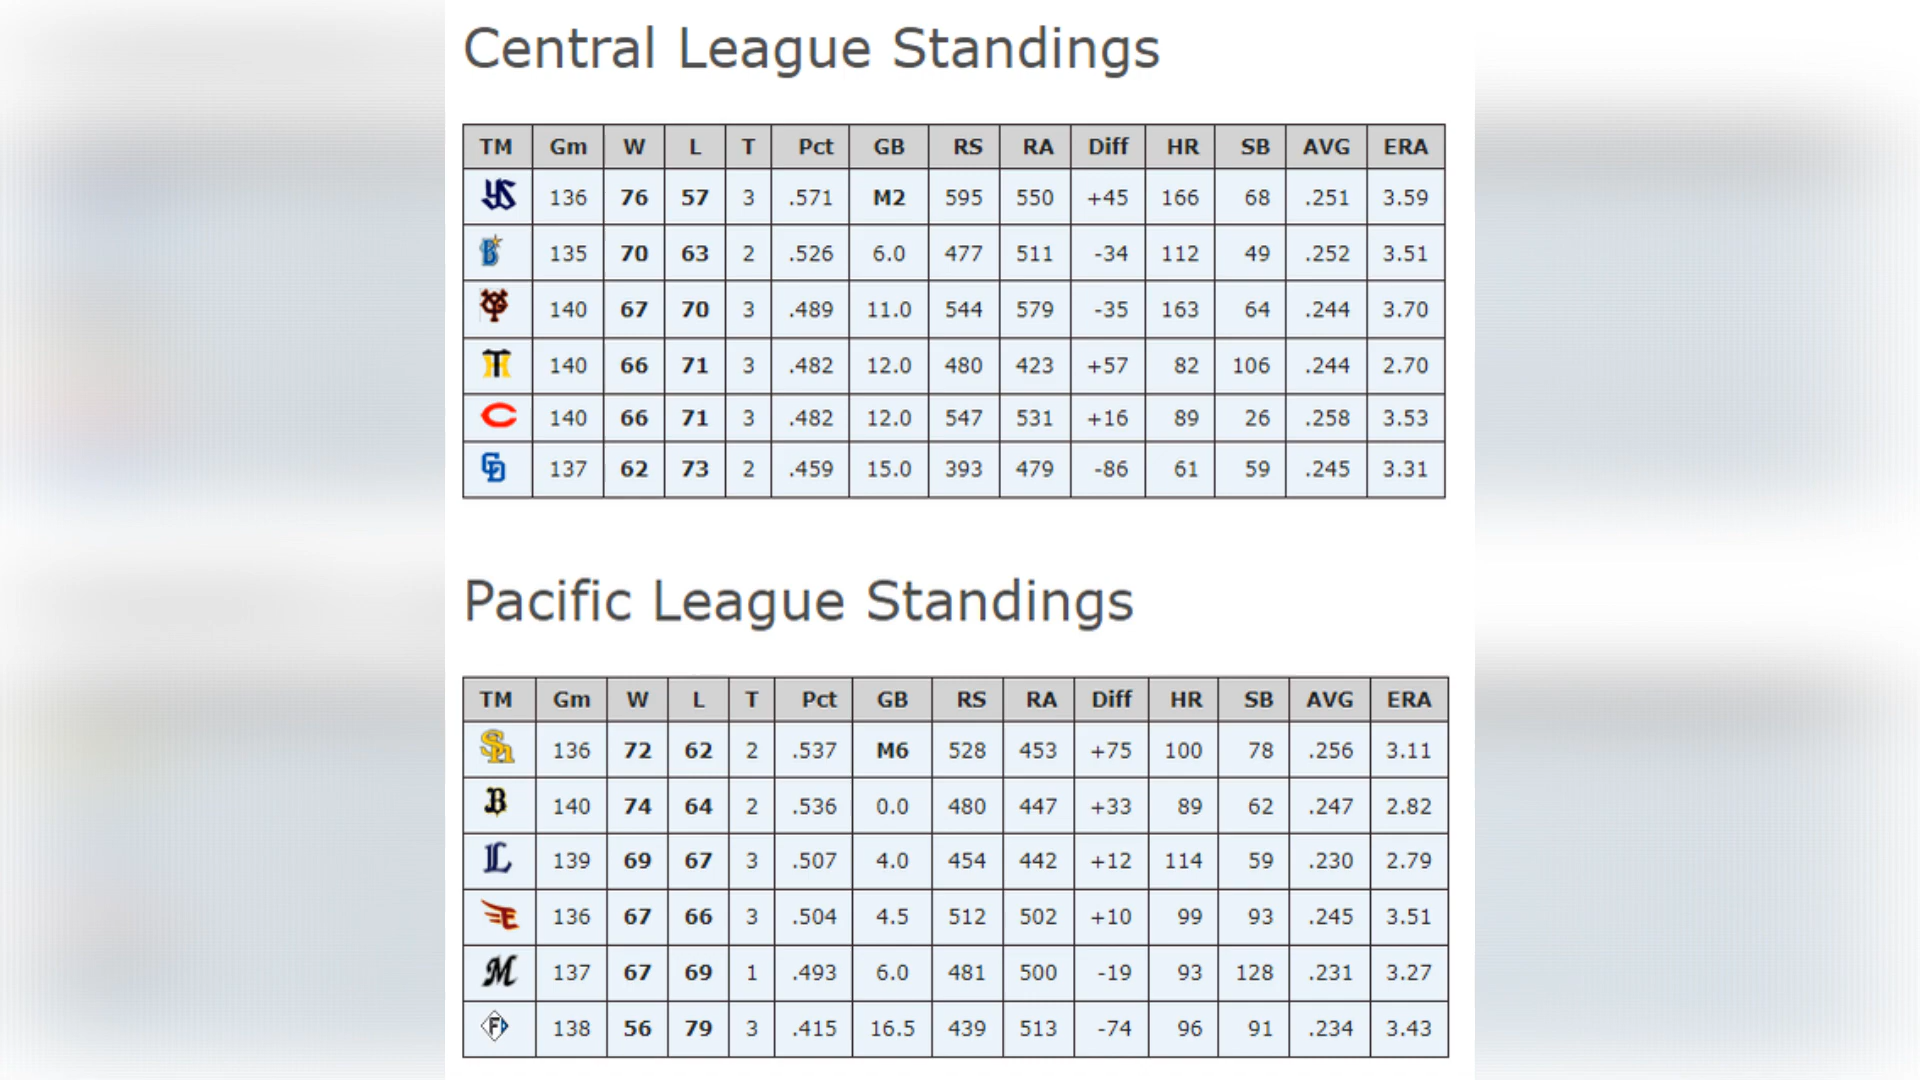 Central League Standings
TM Gm W L T Pct GB RS RA Diff HR SB AVG ERA
YS 136 76 57 3 .571 M2 595 550 +45 166 68 .251 3.59
B 135 70 63 2 .526 6.0 477 511 -34 112 49 .252 3.51
YG 140 67 70 3 .489 11.0 544 579 -35 163 64 .244 3.70
HT 140 66 71 3 .482 12.0 480 423 +57 82 106 .244 2.70
C 140 66 71 3 .482 12.0 547 531 +16 89 26 .258 3.53
CD 137 62 73 2 .459 15.0 393 479 -86 61 59 .245 3.31
Pacific League Standings
TM Gm W L T Pct GB RS RA Diff HR SB AVG ERA
Sh 136 72 62 2 .537 M6 528 453 +75 100 78 .256 3.11
B 140 74 64 2 .536 0.0 480 447 +33 89 62 .247 2.82
L 139 69 67 3 .507 4.0 454 442 +12 114 59 .230 2.79
E 136 67 66 3 .504 4.5 512 502 +10 99 93 .245 3.51
M 137 67 69 1 .493 6.0 481 500 -19 93 128 .231 3.27
F 138 56 79 3 .415 16.5 439 513 -74 96 91 .234 3.43